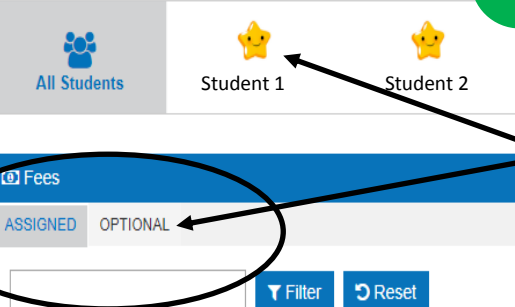 All Students Student 1 Student 2
Fees
ASSIGNED OPTIONAL
Filter Reset